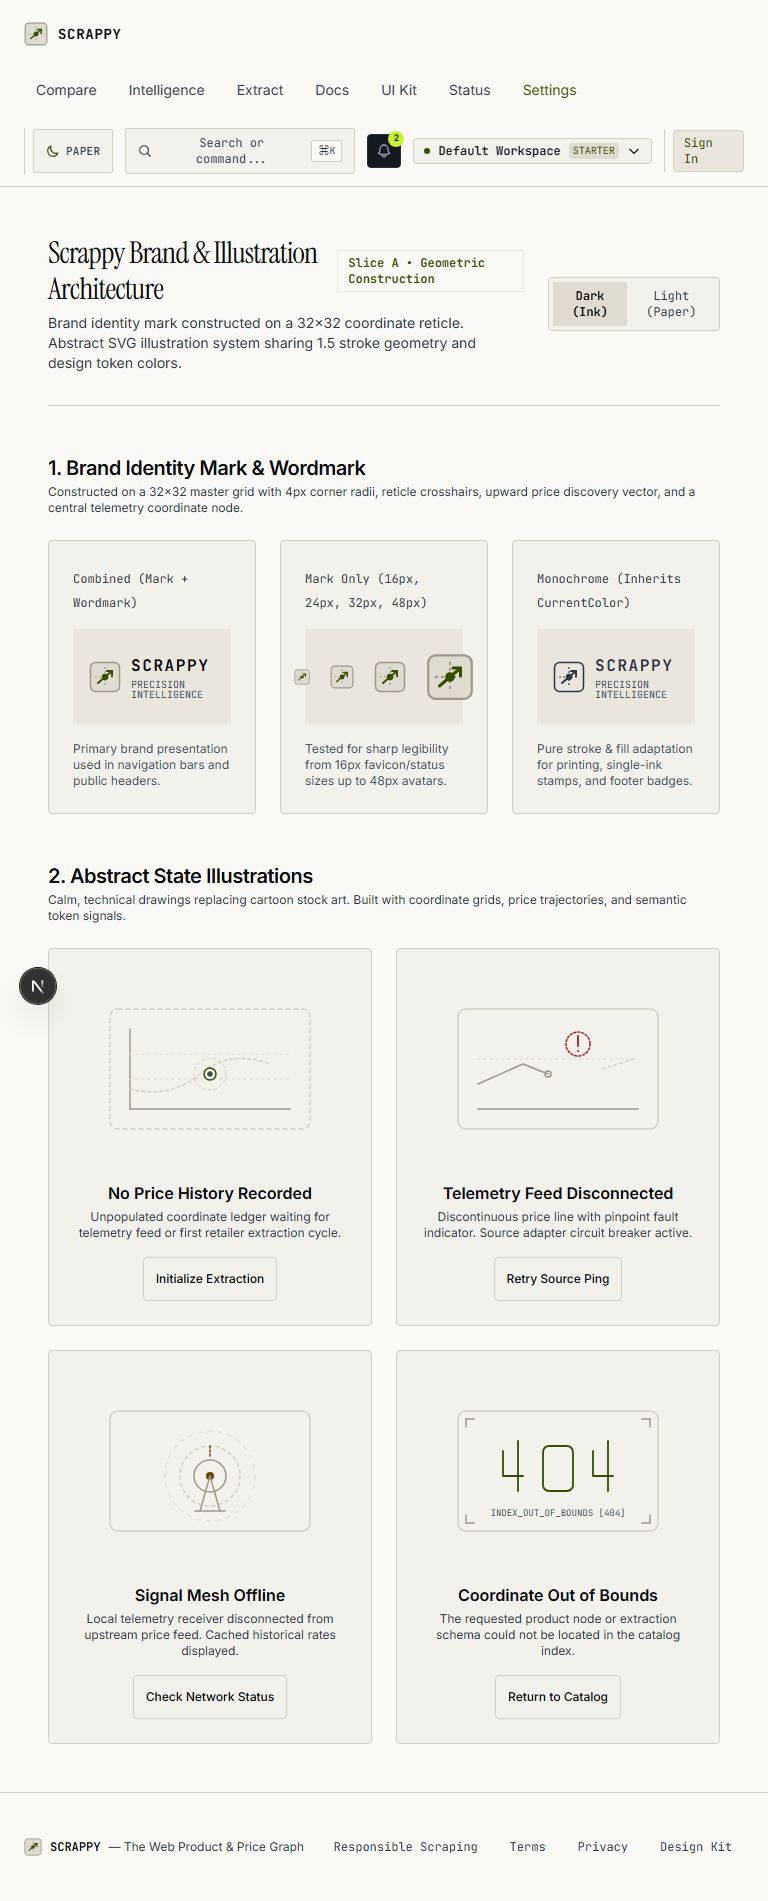 SCRAPPY
Compare Intelligence Extract Docs UI Kit Status Settings
PAPER
Search or
command...
⌘K
2
Default Workspace STARTER
Sign
In
Scrappy Brand & Illustration
Architecture
Slice A • Geometric
Construction
Brand identity mark constructed on a 32×32 coordinate reticle.
Abstract SVG illustration system sharing 1.5 stroke geometry and
design token colors.
Dark
(Ink)
Light
(Paper)
1. Brand Identity Mark & Wordmark
Constructed on a 32×32 master grid with 4px corner radii, reticle crosshairs, upward price discovery vector, and a
central telemetry coordinate node.
Combined (Mark +
Wordmark)
SCRAPPY
PRECISION
INTELLIGENCE
Primary brand presentation
used in navigation bars and
public headers.
Mark Only (16px,
24px, 32px, 48px)
Tested for sharp legibility
from 16px favicon/status
sizes up to 48px avatars.
Monochrome (Inherits
CurrentColor)
SCRAPPY
PRECISION
INTELLIGENCE
Pure stroke & fill adaptation
for printing, single-ink
stamps, and footer badges.
2. Abstract State Illustrations
Calm, technical drawings replacing cartoon stock art. Built with coordinate grids, price trajectories, and semantic
token signals.
N
No Price History Recorded
Unpopulated coordinate ledger waiting for
telemetry feed or first retailer extraction cycle.
Initialize Extraction
Telemetry Feed Disconnected
Discontinuous price line with pinpoint fault
indicator. Source adapter circuit breaker active.
Retry Source Ping
Signal Mesh Offline
Local telemetry receiver disconnected from
upstream price feed. Cached historical rates
displayed.
Check Network Status
404
INDEX_OUT_OF_BOUNDS [404]
Coordinate Out of Bounds
The requested product node or extraction
schema could not be located in the catalog
index.
Return to Catalog
SCRAPPY — The Web Product & Price Graph
Responsible Scraping Terms Privacy Design Kit